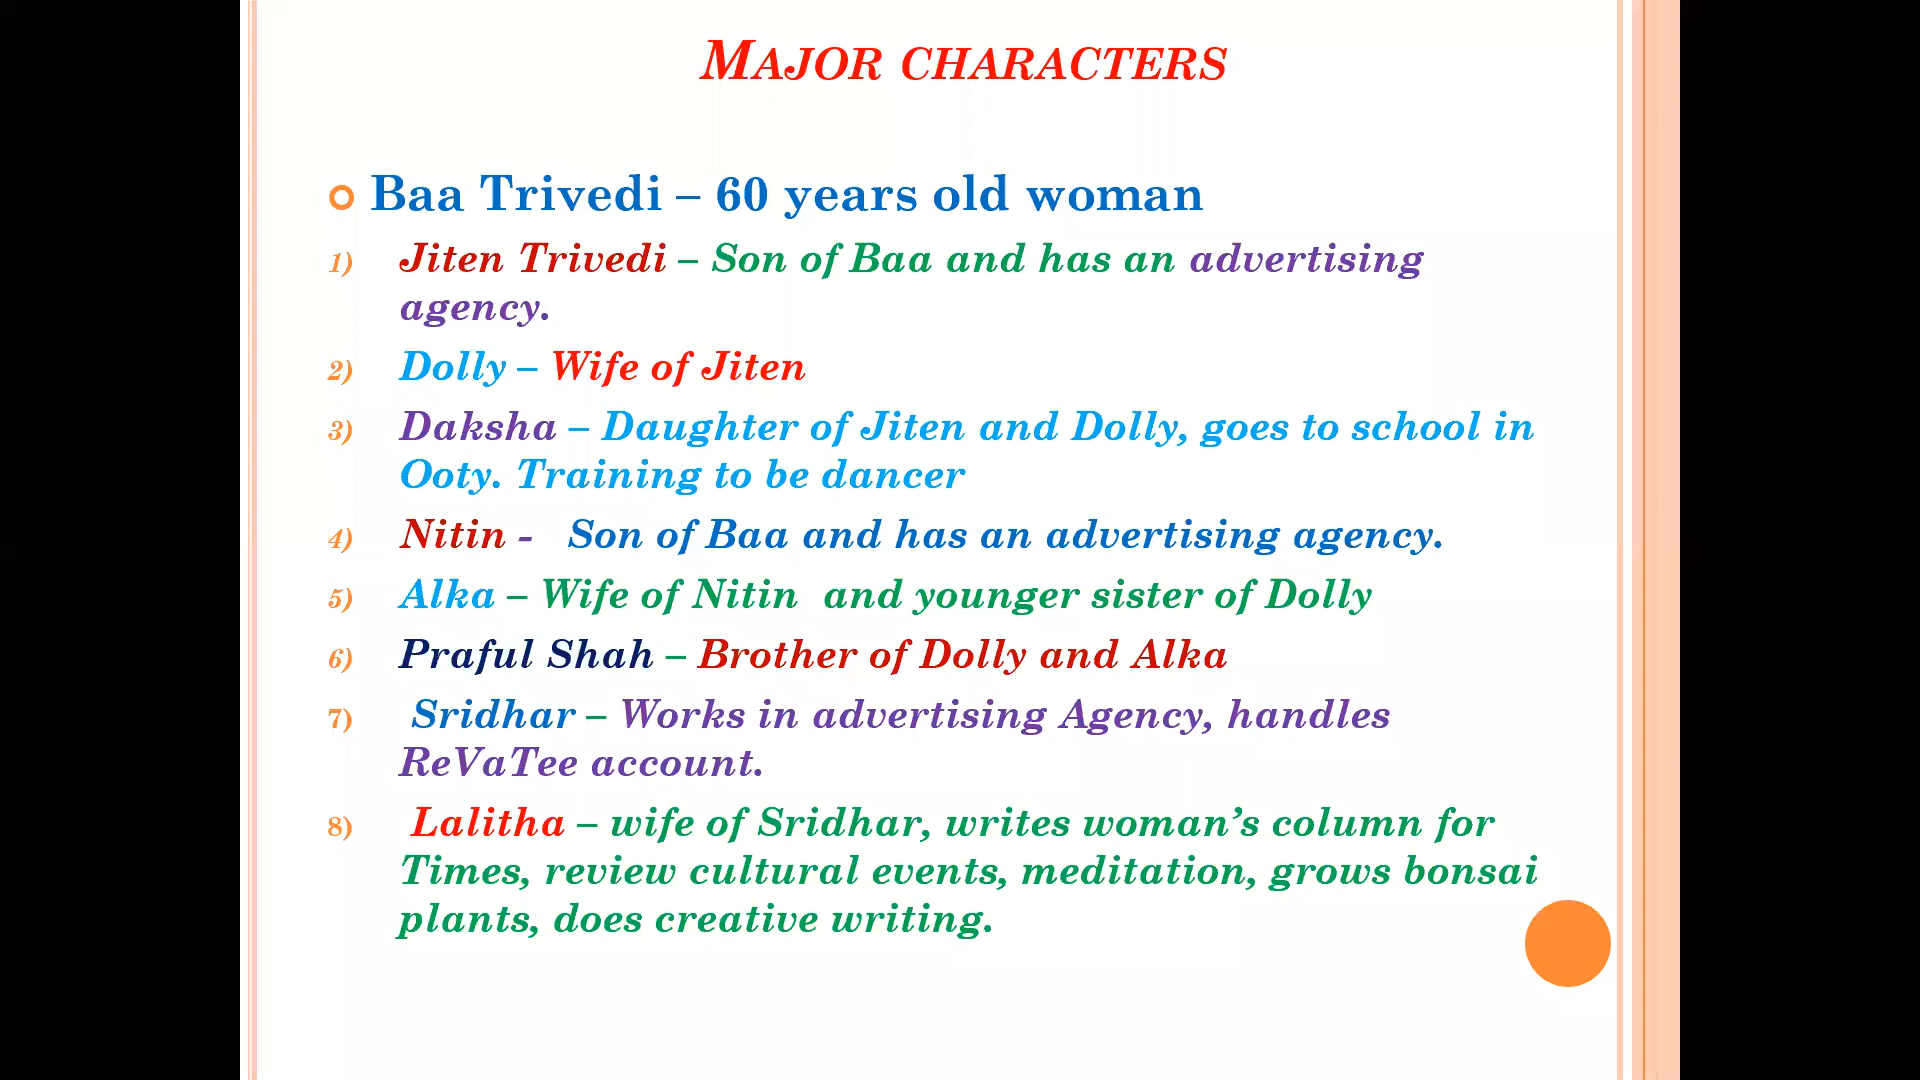 MAJOR CHARACTERS
Baa Trivedi – 60 years old woman
1) Jiten Trivedi – Son of Baa and has an advertising
agency.
2) Dolly – Wife of Jiten
3) Daksha – Daughter of Jiten and Dolly, goes to school in
Ooty. Training to be dancer
4) Nitin - Son of Baa and has an advertising agency.
5) Alka – Wife of Nitin and younger sister of Dolly
6) Praful Shah – Brother of Dolly and Alka
7) Sridhar – Works in advertising Agency, handles
ReVaTee account.
8) Lalitha – wife of Sridhar, writes woman’s column for
Times, review cultural events, meditation, grows bonsai
plants, does creative writing.